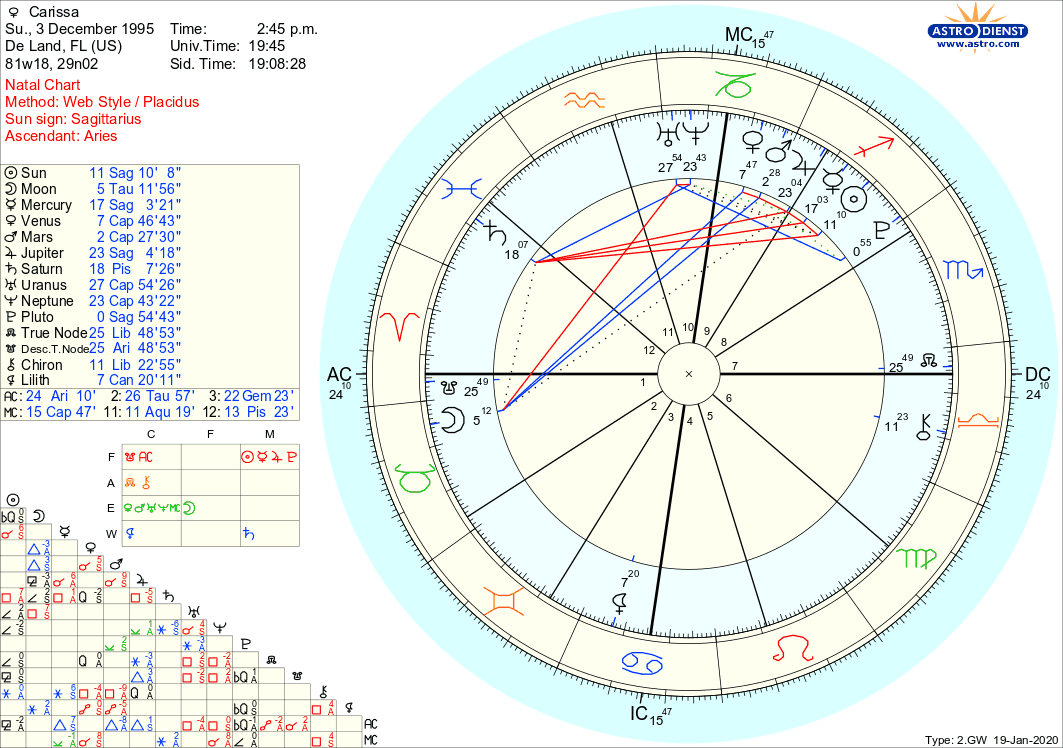 ♀ Carissa
Su., 3 December 1995 Time: 2:45 p.m.
De Land, FL (US) Univ.Time: 19:45
81w18, 29n02 Sid. Time: 19:08:28
Natal Chart
Method: Web Style / Placidus
Sun sign: Sagittarius
Ascendant: Aries
ASTRO DIENST
www.astro.com
☉ Sun 11 Sag 10' 8"
☽ Moon 5 Tau 11'56"
☿ Mercury 17 Sag 3'21"
♀ Venus 7 Cap 46'43"
♂ Mars 2 Cap 27'30"
♃ Jupiter 23 Sag 4'18"
♄ Saturn 18 Pis 7'26"
♅ Uranus 27 Cap 54'26"
♆ Neptune 23 Cap 43'22"
♇ Pluto 0 Sag 54'43"
☊ True Node 25 Lib 48'53"
☋ Desc.T.Node 25 Ari 48'53"
⚷ Chiron 11 Lib 22'55"
⚸ Lilith 7 Can 20'11"
AC: 24 Ari 10' 2: 26 Tau 57' 3: 22 Gem 23'
MC: 15 Cap 47' 11: 11 Aqu 19' 12: 13 Pis 23'
C F M
F ☋ AC ☉ ☿ ♃ ♇
A ☊ ⚷
E ♀ ♂ ♅ ♆ MC ☽
W ⚸ ♄
MC 15 47
27 54 23 43
7 47 2 28 23 04 17 03 11 10 0 55
18 07
AC 24 10
25 49
5 12
25 49
11 23
DC 24 10
7 20
IC 15 47
1 2 3 4 5 6 7 8 9 10 11 12
AC
MC
Type: 2.GW 19-Jan-2020